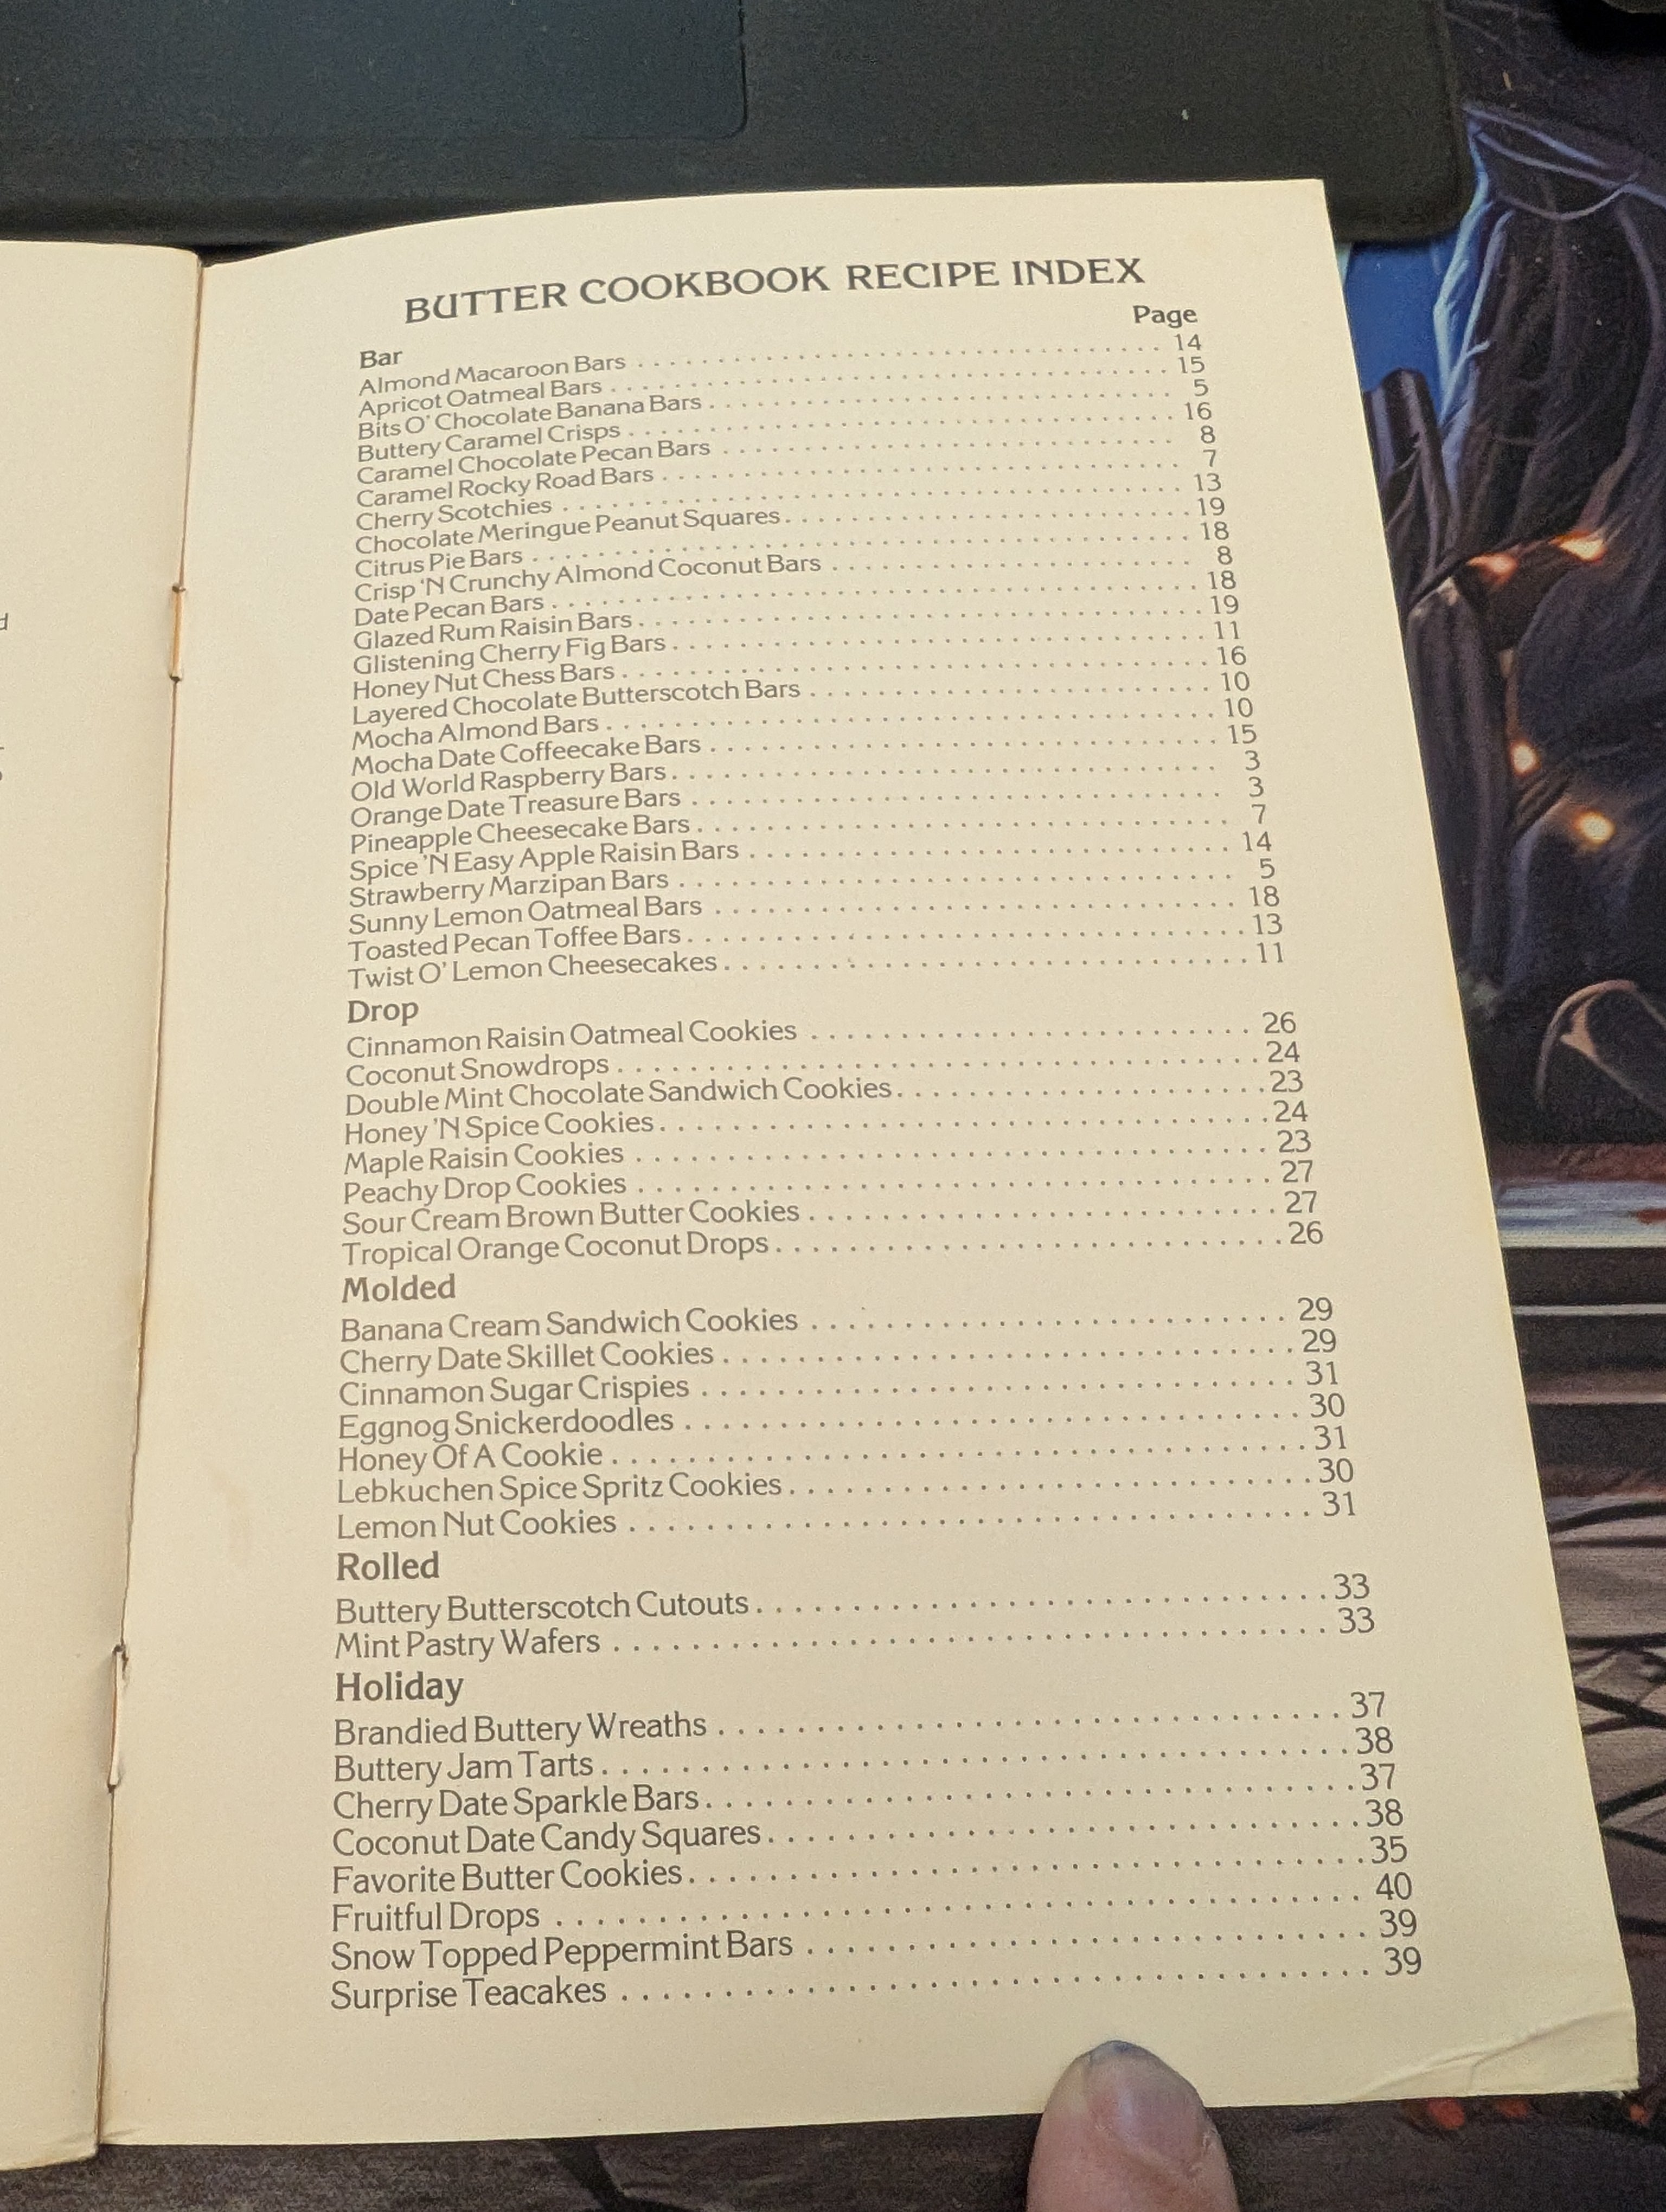 BUTTER COOKBOOK RECIPE INDEX
Page
Bar
Almond Macaroon Bars . . . . . . . . . . 14
Apricot Oatmeal Bars . . . . . . . . . . 15
Bits O' Chocolate Banana Bars . . . . . . . . . . 5
Buttery Caramel Crisps . . . . . . . . . . 16
Caramel Chocolate Pecan Bars . . . . . . . . . . 8
Caramel Rocky Road Bars . . . . . . . . . . 7
Cherry Scotchies . . . . . . . . . . 13
Chocolate Meringue Peanut Squares . . . . . . . . . . 19
Citrus Pie Bars . . . . . . . . . . 18
Crisp 'N Crunchy Almond Coconut Bars . . . . . . . . . . 8
Date Pecan Bars . . . . . . . . . . 18
Glazed Rum Raisin Bars . . . . . . . . . . 19
Glistening Cherry Fig Bars . . . . . . . . . . 11
Honey Nut Chess Bars . . . . . . . . . . 16
Layered Chocolate Butterscotch Bars . . . . . . . . . . 10
Mocha Almond Bars . . . . . . . . . . 10
Mocha Date Coffeecake Bars . . . . . . . . . . 15
Old World Raspberry Bars . . . . . . . . . . 3
Orange Date Treasure Bars . . . . . . . . . . 3
Pineapple Cheesecake Bars . . . . . . . . . . 7
Spice 'N Easy Apple Raisin Bars . . . . . . . . . . 14
Strawberry Marzipan Bars . . . . . . . . . . 5
Sunny Lemon Oatmeal Bars . . . . . . . . . . 18
Toasted Pecan Toffee Bars . . . . . . . . . . 13
Twist O' Lemon Cheesecakes . . . . . . . . . . 11
Drop
Cinnamon Raisin Oatmeal Cookies . . . . . . . . . . 26
Coconut Snowdrops . . . . . . . . . . 24
Double Mint Chocolate Sandwich Cookies . . . . . . . . . . 23
Honey 'N Spice Cookies . . . . . . . . . . 24
Maple Raisin Cookies . . . . . . . . . . 23
Peachy Drop Cookies . . . . . . . . . . 27
Sour Cream Brown Butter Cookies . . . . . . . . . . 27
Tropical Orange Coconut Drops . . . . . . . . . . 26
Molded
Banana Cream Sandwich Cookies . . . . . . . . . . 29
Cherry Date Skillet Cookies . . . . . . . . . . 29
Cinnamon Sugar Crispies . . . . . . . . . . 31
Eggnog Snickerdoodles . . . . . . . . . . 30
Honey Of A Cookie . . . . . . . . . . 31
Lebkuchen Spice Spritz Cookies . . . . . . . . . . 30
Lemon Nut Cookies . . . . . . . . . . 31
Rolled
Buttery Butterscotch Cutouts . . . . . . . . . . 33
Mint Pastry Wafers . . . . . . . . . . 33
Holiday
Brandied Buttery Wreaths . . . . . . . . . . 37
Buttery Jam Tarts . . . . . . . . . . 38
Cherry Date Sparkle Bars . . . . . . . . . . 37
Coconut Date Candy Squares . . . . . . . . . . 38
Favorite Butter Cookies . . . . . . . . . . 35
Fruitful Drops . . . . . . . . . . 40
Snow Topped Peppermint Bars . . . . . . . . . . 39
Surprise Teacakes . . . . . . . . . . 39